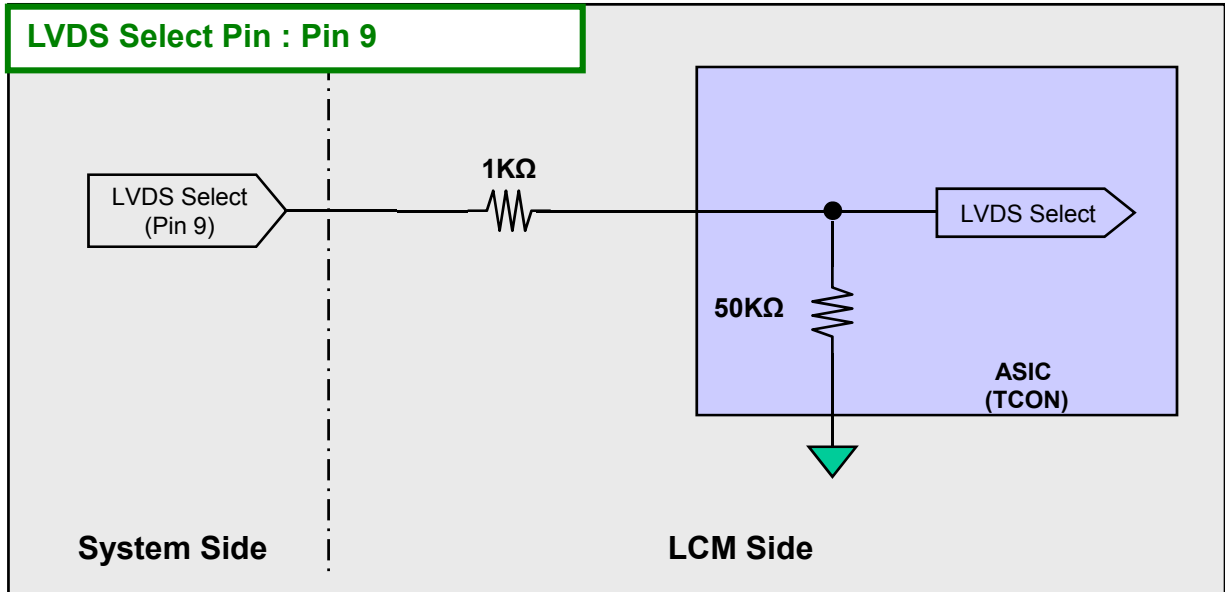 LVDS Select Pin : Pin 9
1KΩ
LVDS Select
(Pin 9)
LVDS Select
50KΩ
ASIC
(TCON)
System Side
LCM Side